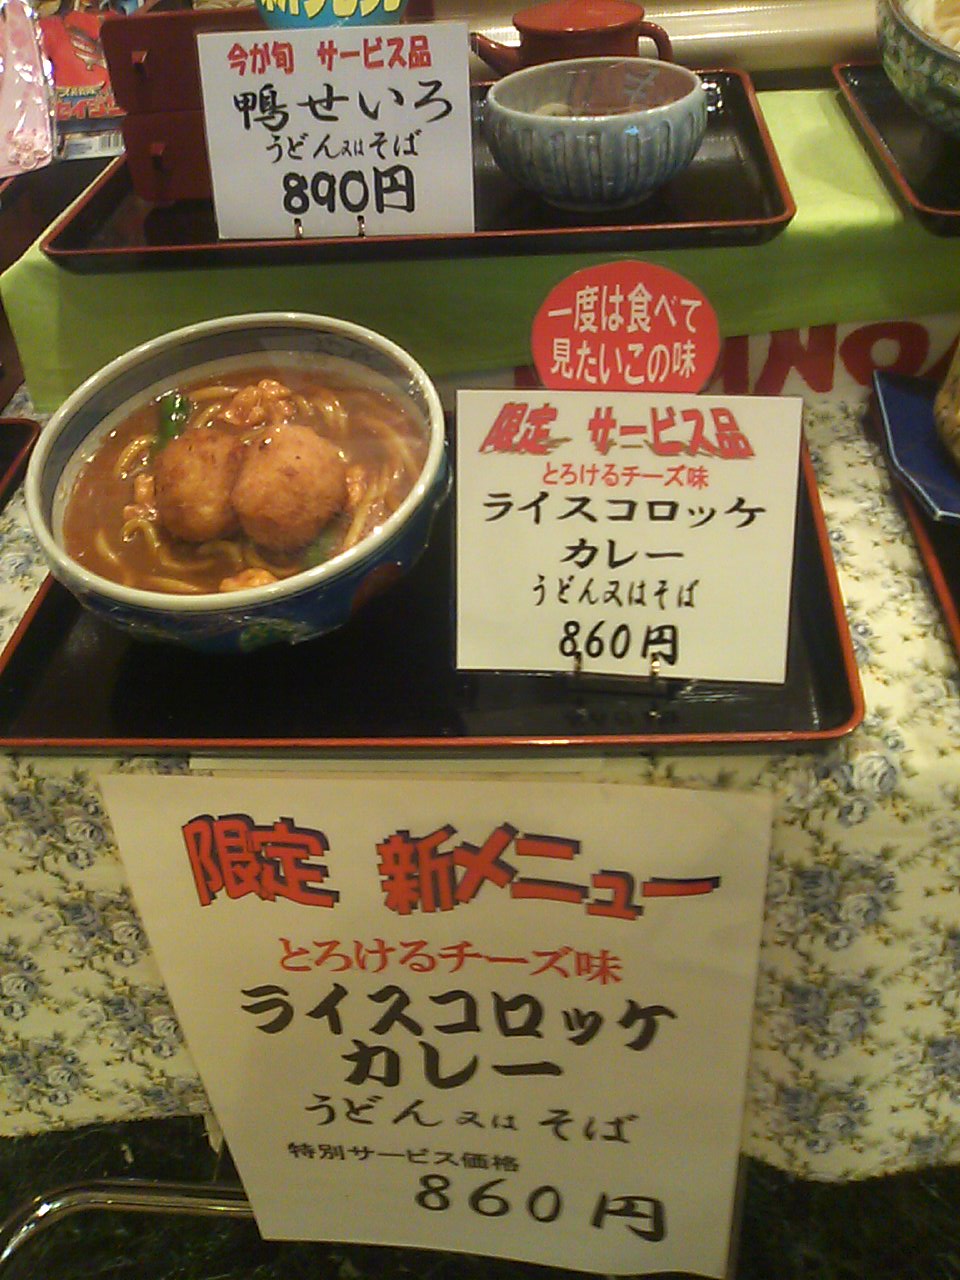 今が旬 サービス品
鴨せいろ
うどん又はそば
890円
一度は食べて
見たいこの味
限定 サービス品
とろけるチーズ味
ライスコロッケ
カレー
うどん又はそば
860円
限定 新メニュー
とろけるチーズ味
ライスコロッケ
カレー
うどん又はそば
特別サービス価格
860円